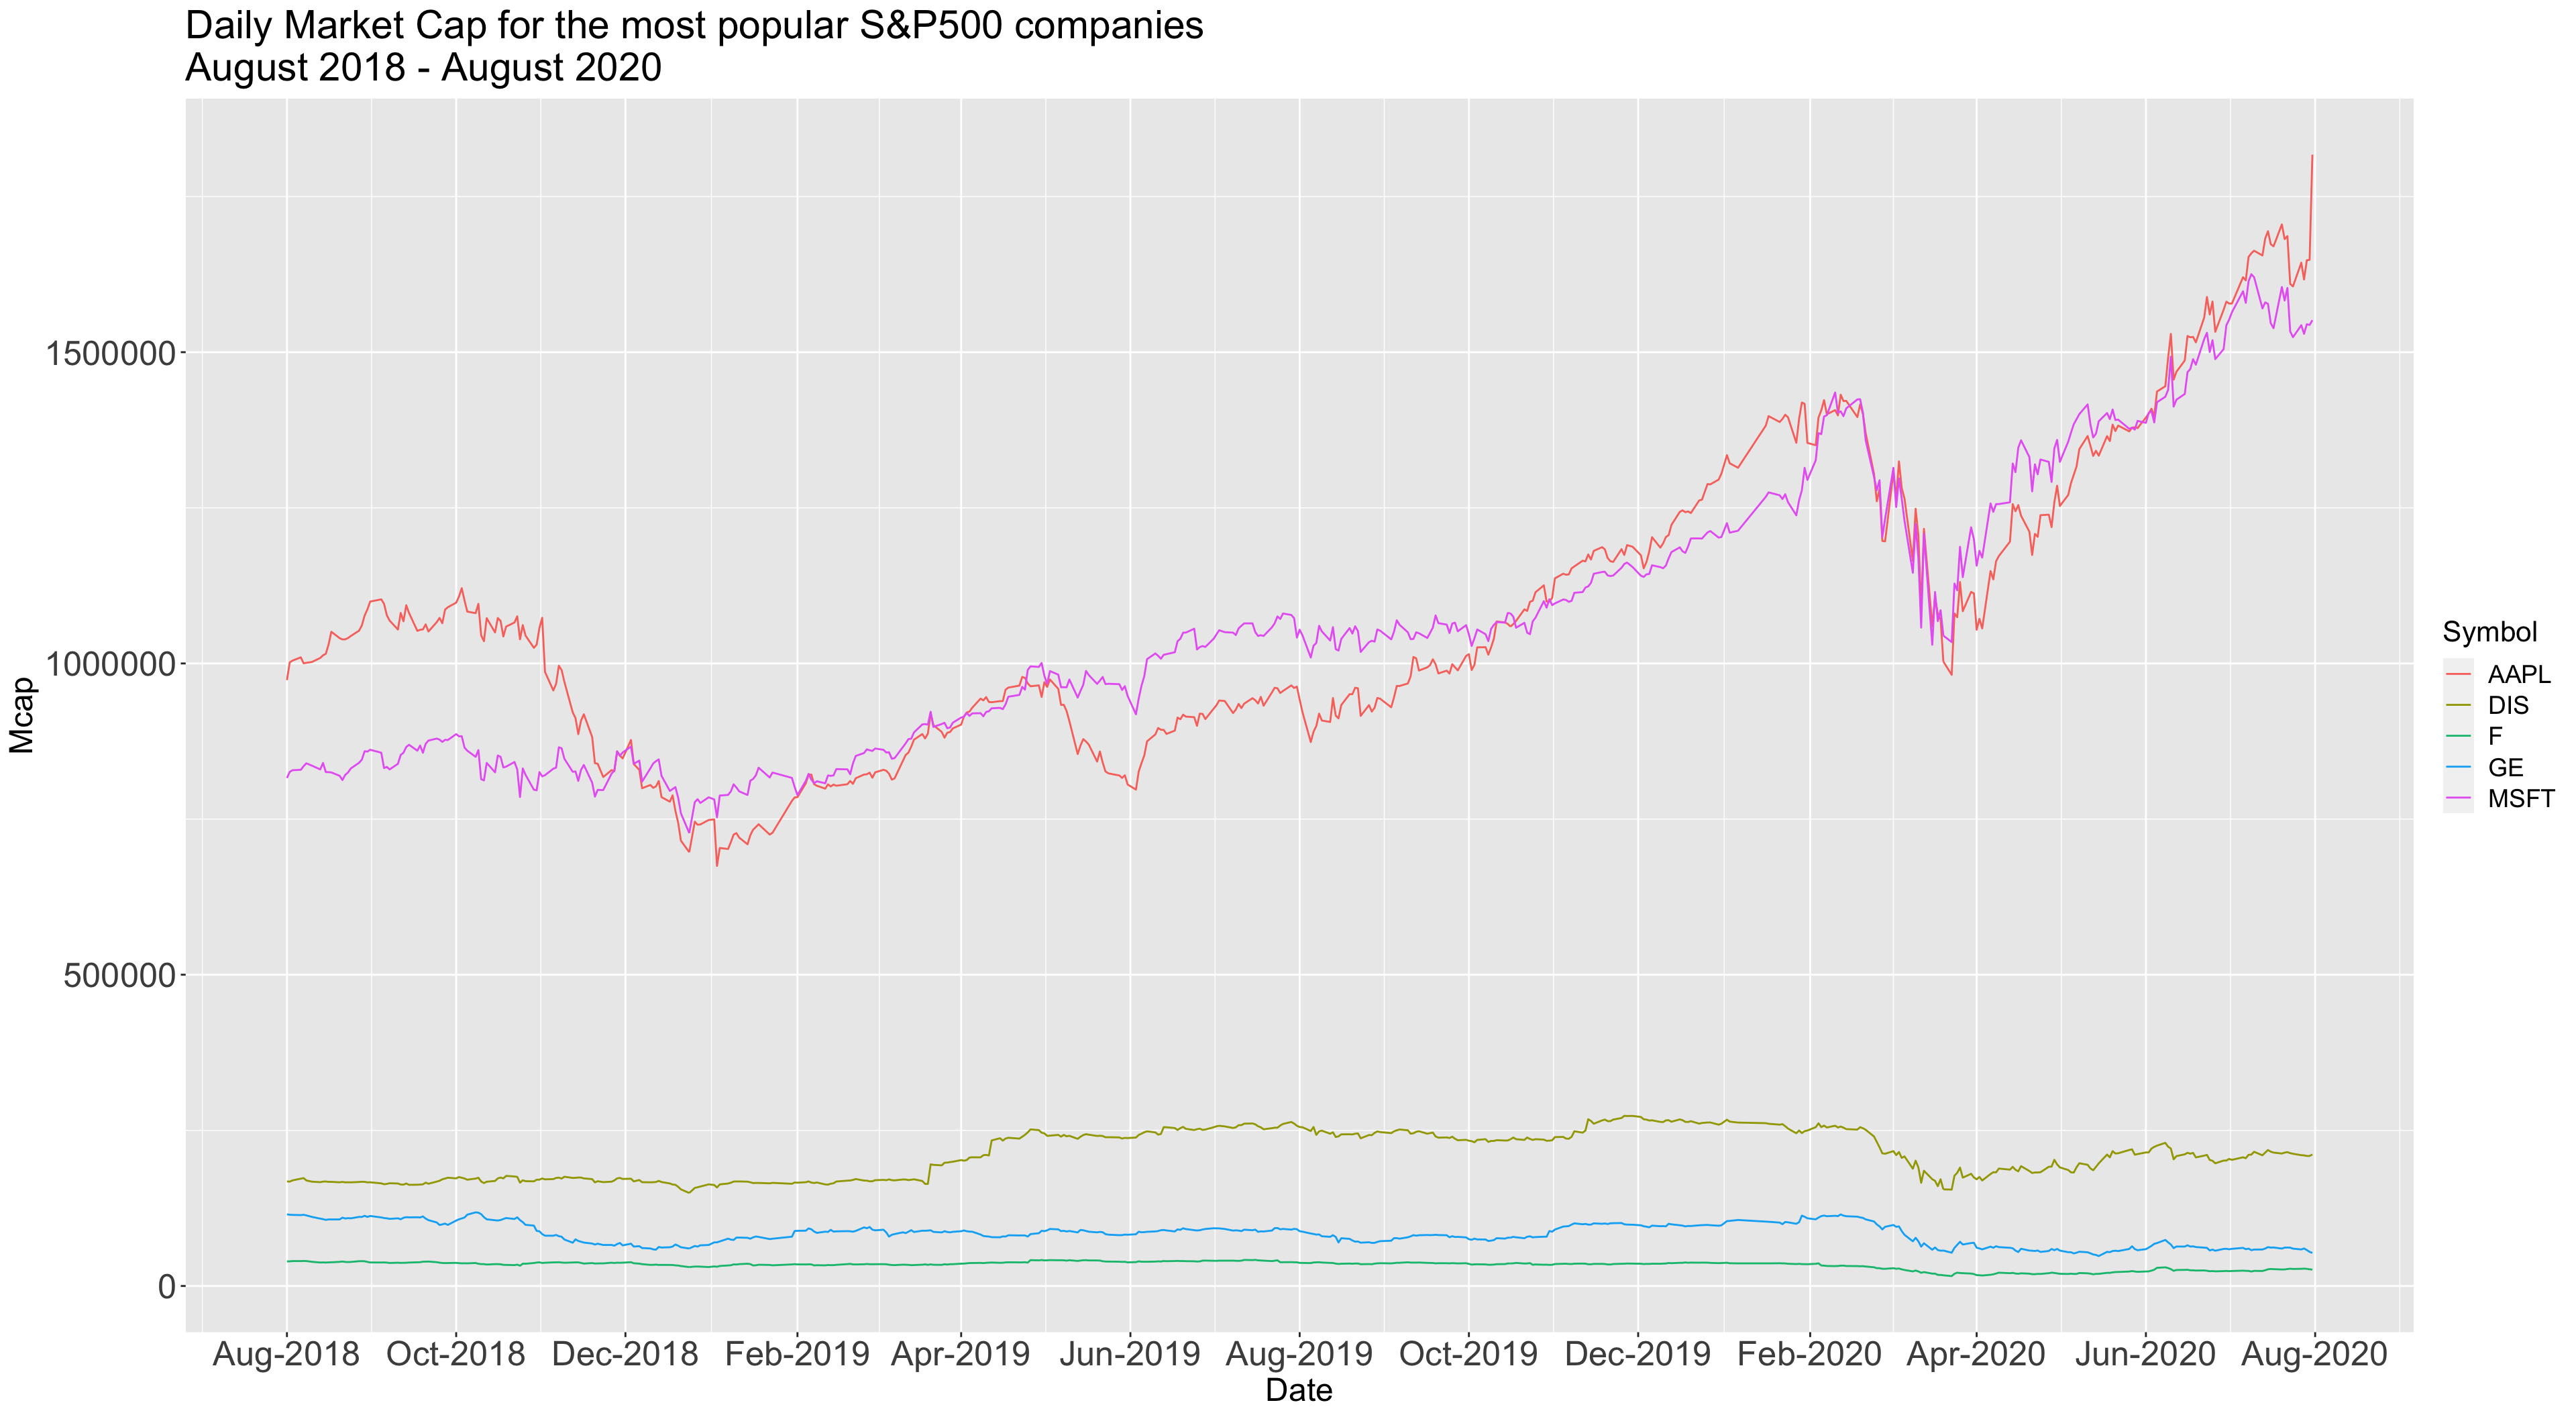 Daily Market Cap for the most popular S&P500 companies
August 2018 - August 2020
Mcap
1500000
1000000
500000
0
Aug-2018 Oct-2018 Dec-2018 Feb-2019 Apr-2019 Jun-2019 Aug-2019 Oct-2019 Dec-2019 Feb-2020 Apr-2020 Jun-2020 Aug-2020
Date
Symbol
AAPL
DIS
F
GE
MSFT